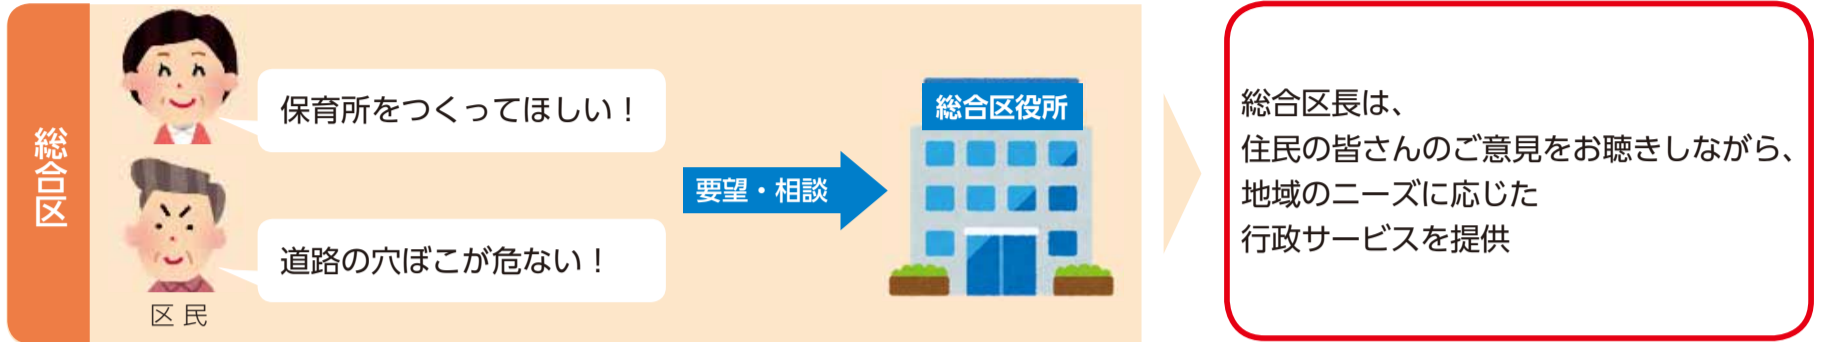 総合区
保育所をつくってほしい！
道路の穴ぼこが危ない！
区民
要望・相談
総合区役所
総合区長は、
住民の皆さんのご意見をお聴きしながら、
地域のニーズに応じた
行政サービスを提供